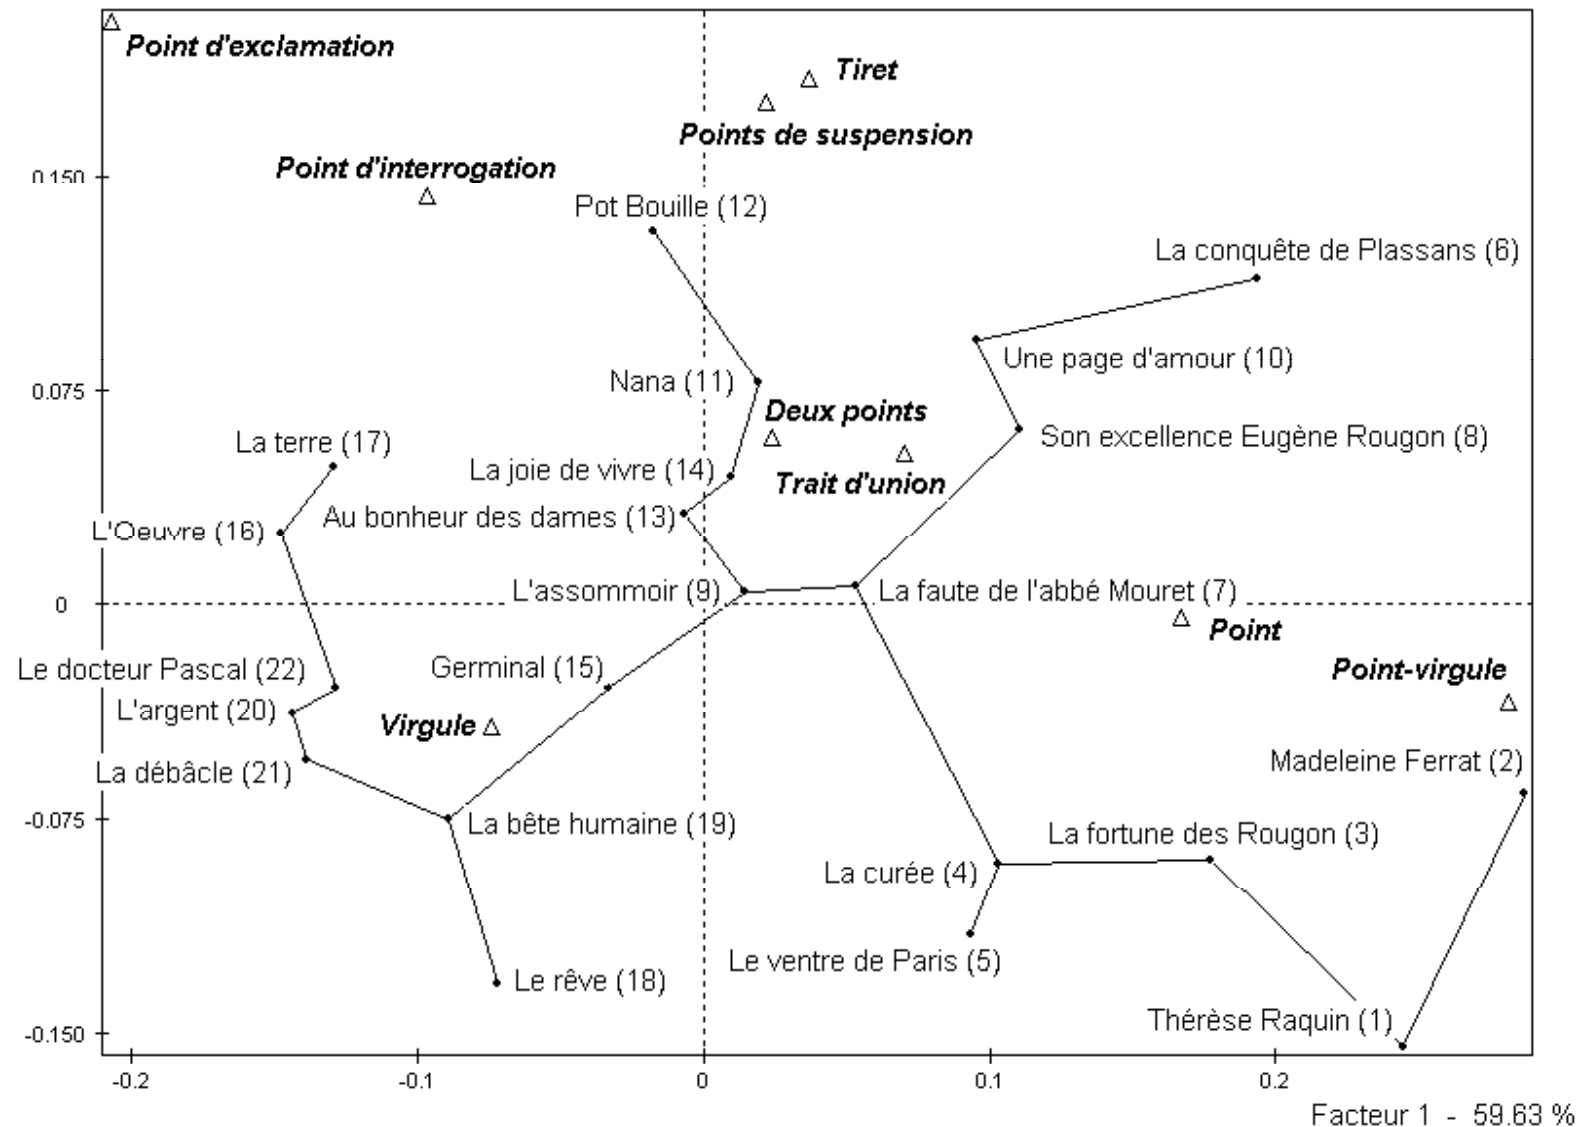 Point d'exclamation
Tiret
Points de suspension
Point d'interrogation
0.150
Pot Bouille (12)
La conquête de Plassans (6)
Une page d'amour (10)
Nana (11)
0.075
Deux points
Son excellence Eugène Rougon (8)
La terre (17)
La joie de vivre (14)
Trait d'union
Au bonheur des dames (13)
L'Oeuvre (16)
L'assommoir (9)
La faute de l'abbé Mouret (7)
0
Point
Le docteur Pascal (22)
Germinal (15)
Point-virgule
L'argent (20)
Virgule
Madeleine Ferrat (2)
La débâcle (21)
-0.075
La bête humaine (19)
La fortune des Rougon (3)
La curée (4)
Le ventre de Paris (5)
Le rêve (18)
Thérèse Raquin (1)
-0.150
-0.2 -0.1 0 0.1 0.2
Facteur 1 - 59.63 %